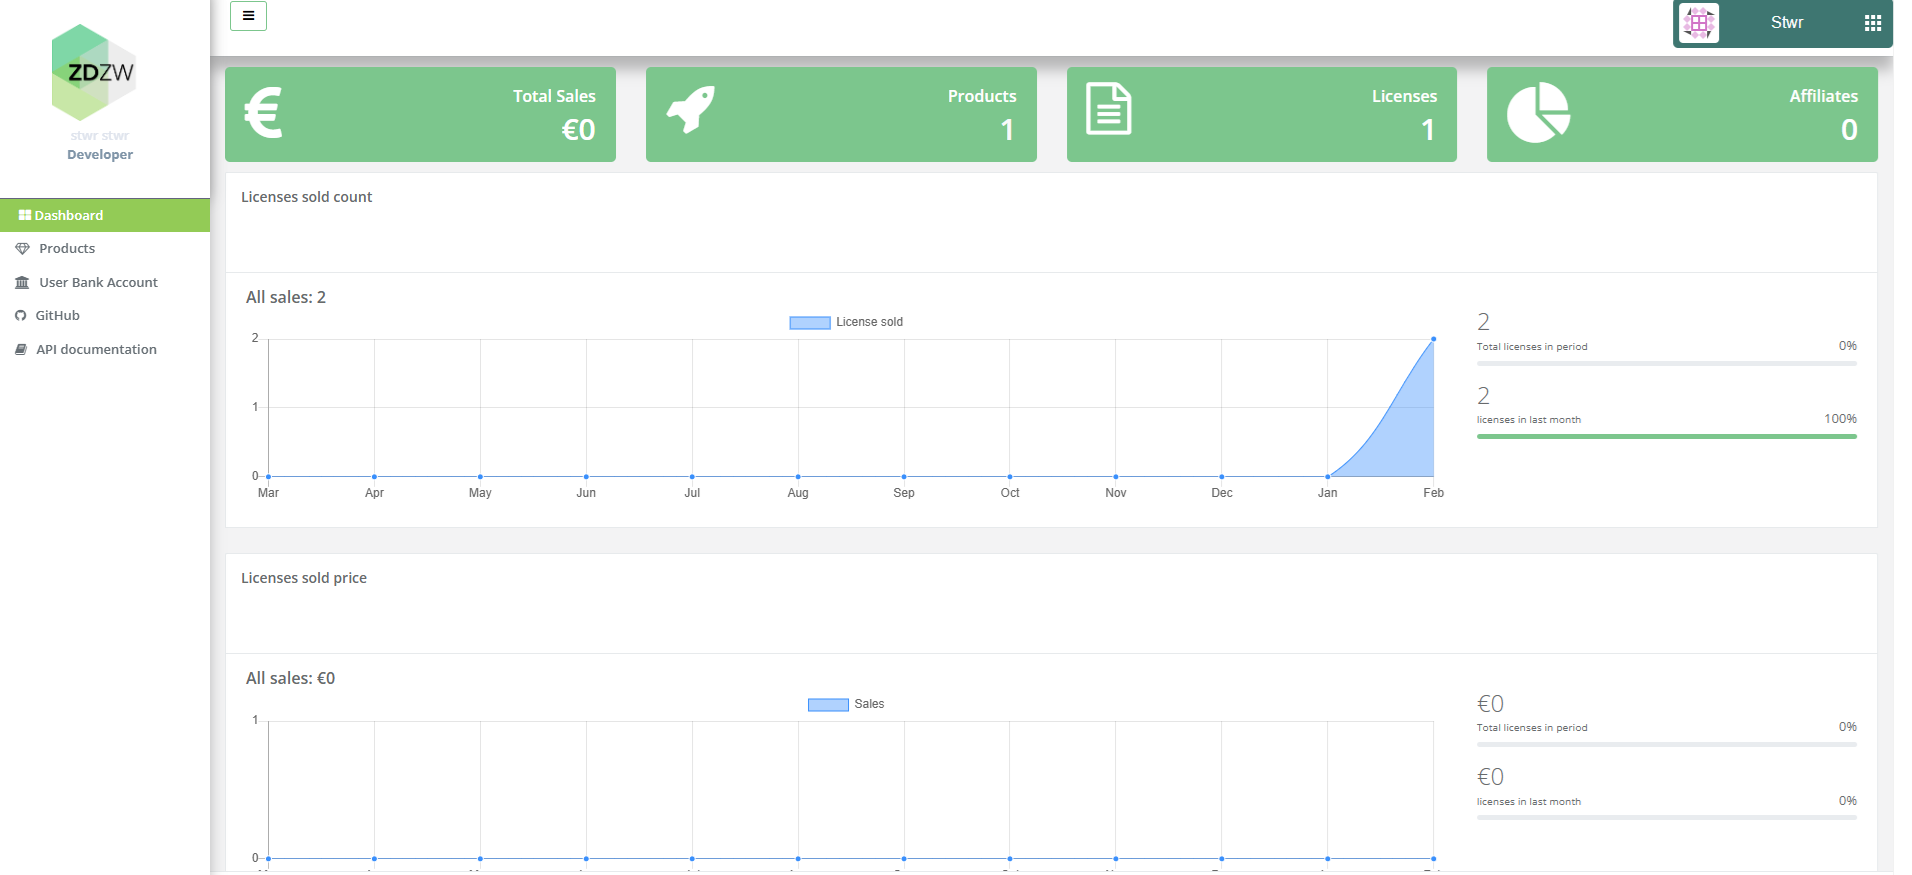 Stwr
ZDZW
stwr stwr
Developer
Dashboard
Products
User Bank Account
GitHub
API documentation
Total Sales
€0
Products
1
Licenses
1
Affiliates
0
Licenses sold count
All sales: 2
License sold
2
1
0
Mar Apr May Jun Jul Aug Sep Oct Nov Dec Jan Feb
2
Total licenses in period 0%
2
licenses in last month 100%
Licenses sold price
All sales: €0
Sales
1
0
€0
Total licenses in period 0%
€0
licenses in last month 0%